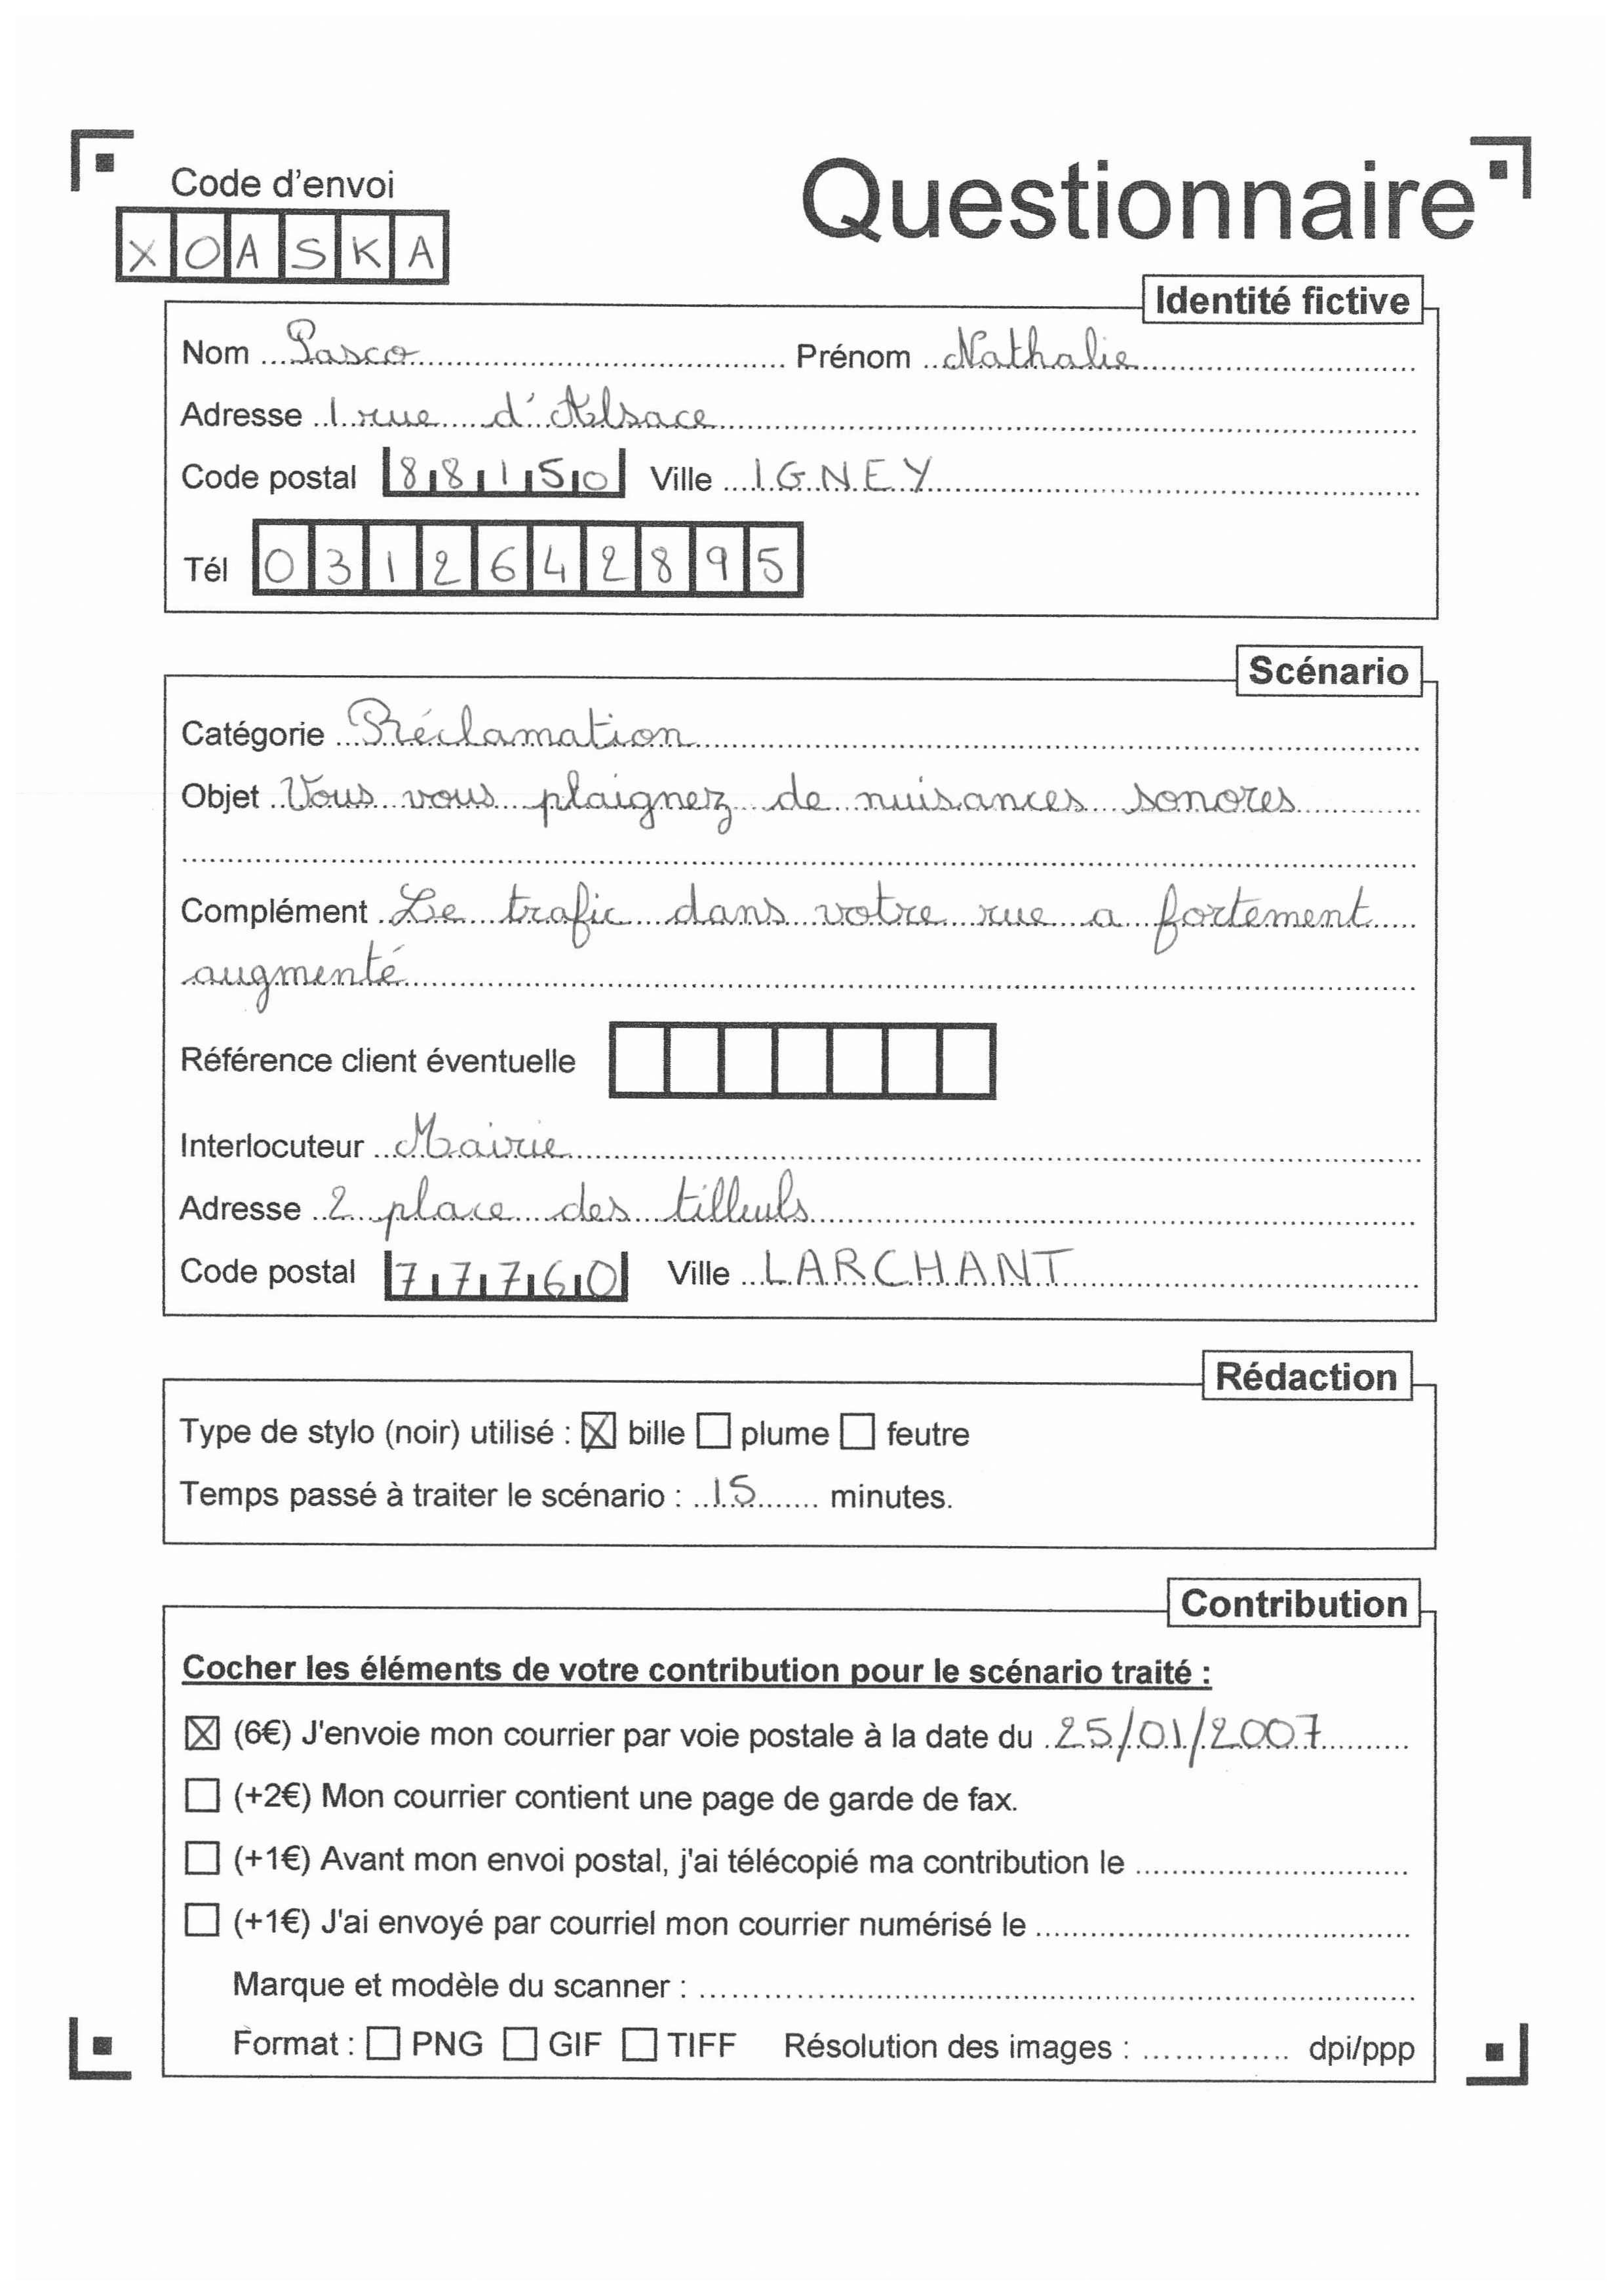 Code d'envoi
Questionnaire
XOASKA
Identité fictive
Nom Pasco Prénom Nathalie
Adresse 1 rue d'Alsace
Code postal 88150 Ville IGNEY
Tél 0312642895
Scénario
Catégorie Réclamation
Objet Vous vous plaignez de nuisances sonores
Complément Le trafic dans votre rue a fortement
augmenté
Référence client éventuelle
Interlocuteur Mairie
Adresse 2 place des tilleuls
Code postal 77760 Ville LARCHANT
Rédaction
Type de stylo (noir) utilisé : ☒ bille ☐ plume ☐ feutre
Temps passé à traiter le scénario : 15 minutes.
Contribution
Cocher les éléments de votre contribution pour le scénario traité :
☒ (6€) J'envoie mon courrier par voie postale à la date du 25/01/2007
☐ (+2€) Mon courrier contient une page de garde de fax.
☐ (+1€) Avant mon envoi postal, j'ai télécopié ma contribution le
☐ (+1€) J'ai envoyé par courriel mon courrier numérisé le
Marque et modèle du scanner :
Format : ☐ PNG ☐ GIF ☐ TIFF Résolution des images : dpi/ppp